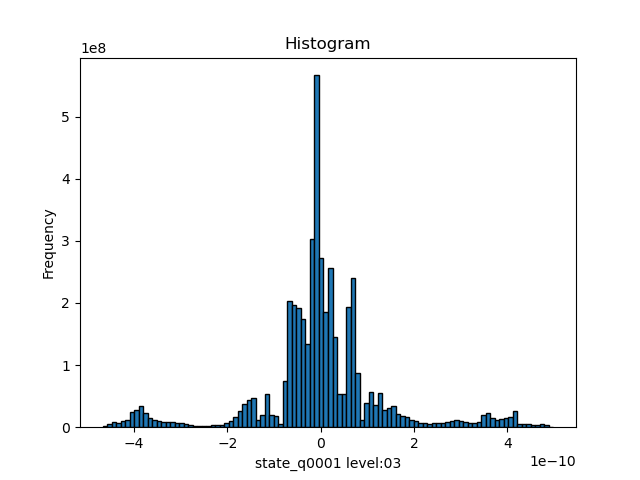 Histogram
1e8
5
4
3
2
1
0
Frequency
−4
−2
0
2
4
1e−10
state_q0001 level:03